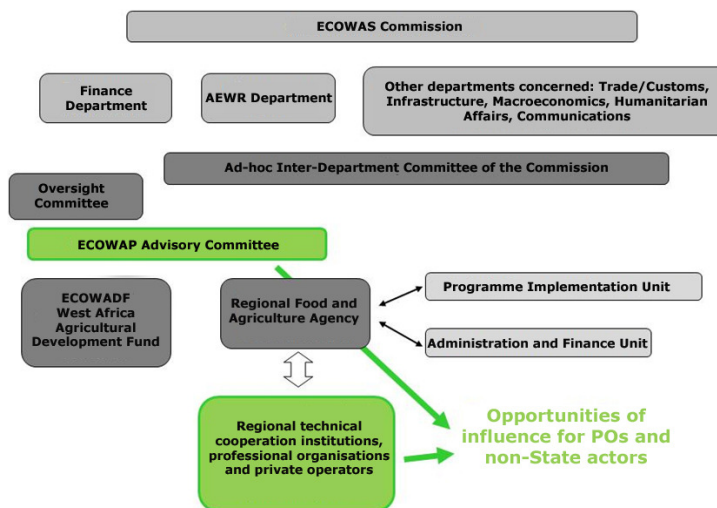 ECOWAS Commission
Finance
Department
AEWR Department
Other departments concerned: Trade/Customs,
Infrastructure, Macroeconomics, Humanitarian
Affairs, Communications
Ad-hoc Inter-Department Committee of the Commission
Oversight
Committee
ECOWAP Advisory Committee
ECOWADF
West Africa
Agricultural
Development Fund
Regional Food and
Agriculture Agency
Programme Implementation Unit
Administration and Finance Unit
Regional technical
cooperation institutions,
professional organisations
and private operators
Opportunities of
influence for POs and
non-State actors